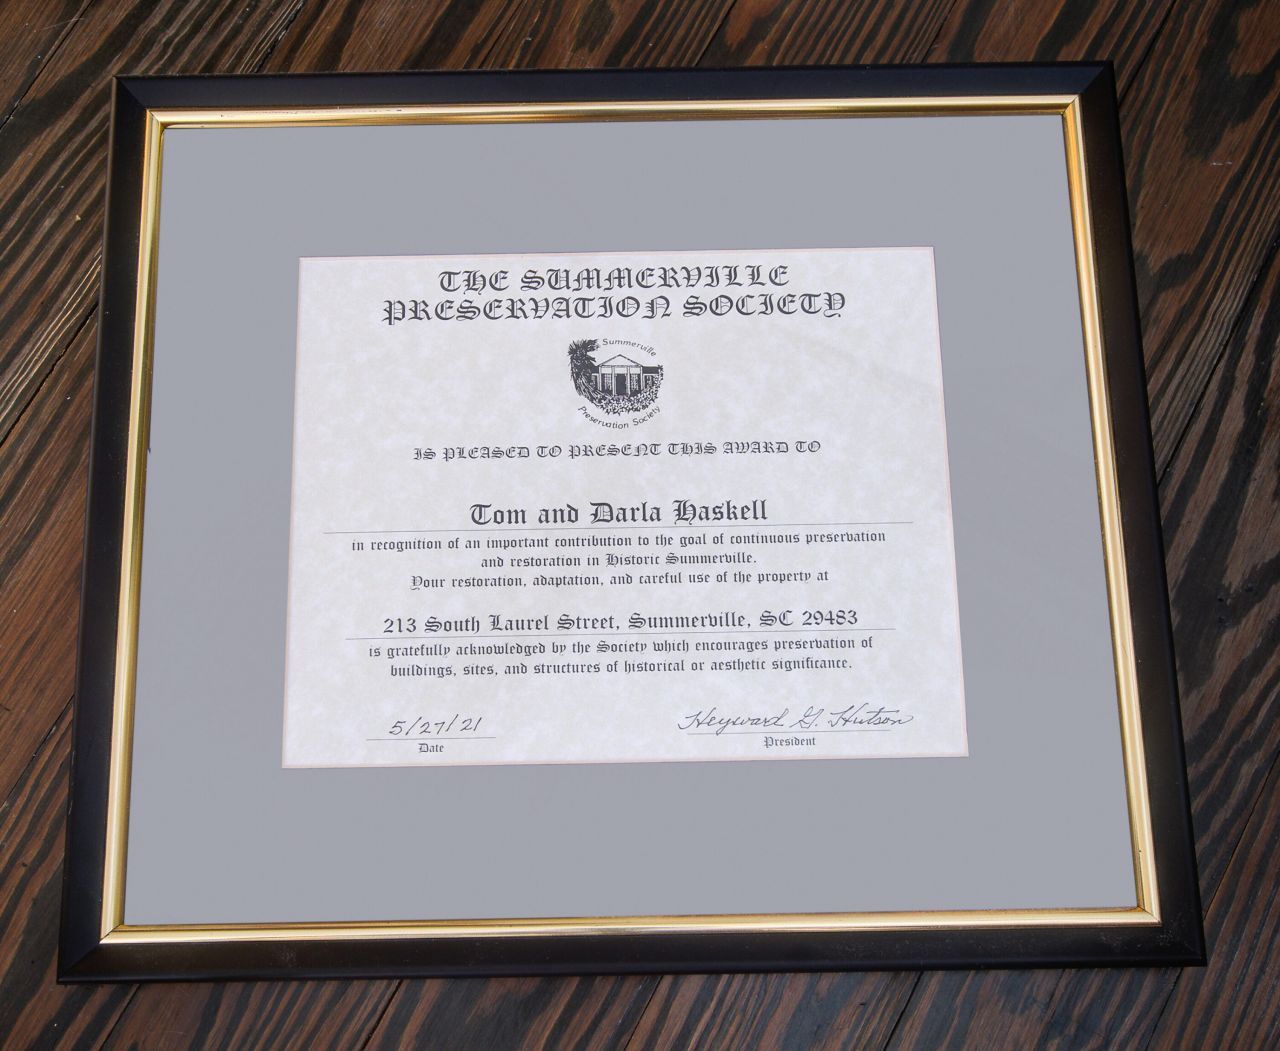 THE SUMMERVILLE
PRESERVATION SOCIETY
Summerville
Preservation Society
IS PLEASED TO PRESENT THIS AWARD TO
Tom and Darla Haskell
in recognition of an important contribution to the goal of continuous preservation
and restoration in Historic Summerville.
Your restoration, adaptation, and careful use of the property at
213 South Laurel Street, Summerville, SC 29483
is gratefully acknowledged by the Society which encourages preservation of
buildings, sites, and structures of historical or aesthetic significance.
5/27/21 Heyward G. Hutson
Date President